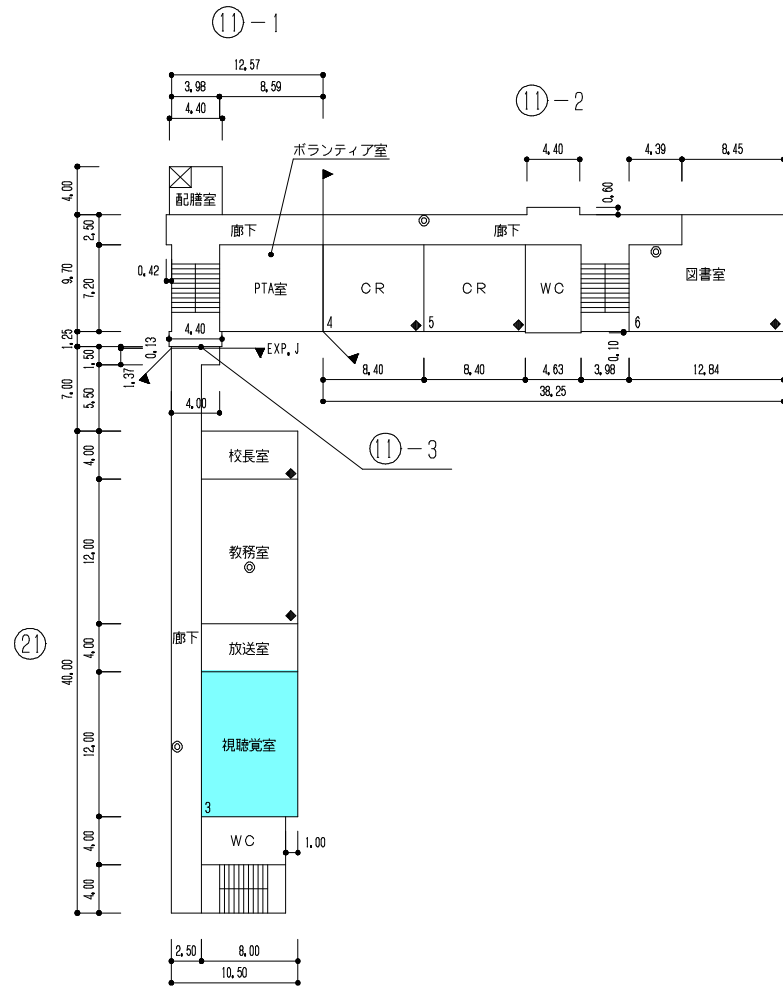 ⑪-1
12.57
3.98
8.59
4.40
⑪-2
ボランティア室
4.40
4.39
8.45
4.00
配膳室
0.60
2.50
廊下
廊下
9.70
7.20
0.42
PTA室
CR
CR
WC
図書室
4
5
6
1.25
0.13
4.40
EXP.J
0.10
1.50
1.37
7.00
5.50
8.40
8.40
4.63
3.98
12.84
38.25
4.00
4.00
校長室
⑪-3
12.00
教務室
㉑
廊下
4.00
放送室
40.00
12.00
視聴覚室
3
4.00
WC
1.00
4.00
2.50
8.00
10.50